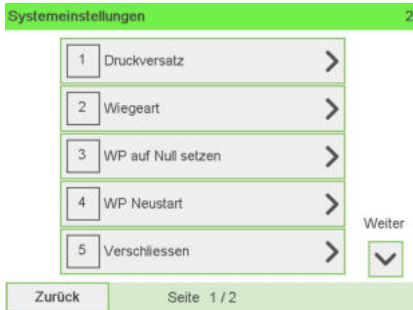 Systemeinstellungen 2
1 Druckversatz
2 Wiegeart
3 WP auf Null setzen
4 WP Neustart
5 Verschliessen
Weiter
Zurück Seite 1 / 2